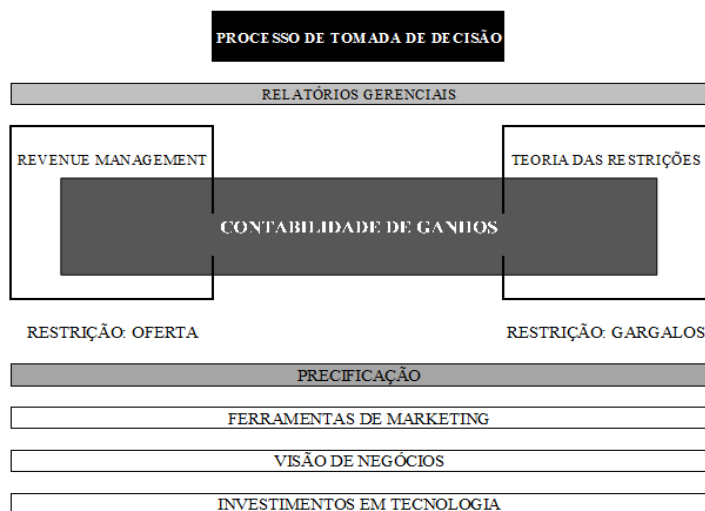 PROCESSO DE TOMADA DE DECISÃO
RELATÓRIOS GERENCIAIS
REVENUE MANAGEMENT
TEORIA DAS RESTRIÇÕES
CONTABILIDADE DE GANHOS
RESTRIÇÃO: OFERTA
RESTRIÇÃO: GARGALOS
PRECIFICAÇÃO
FERRAMENTAS DE MARKETING
VISÃO DE NEGÓCIOS
INVESTIMENTOS EM TECNOLOGIA